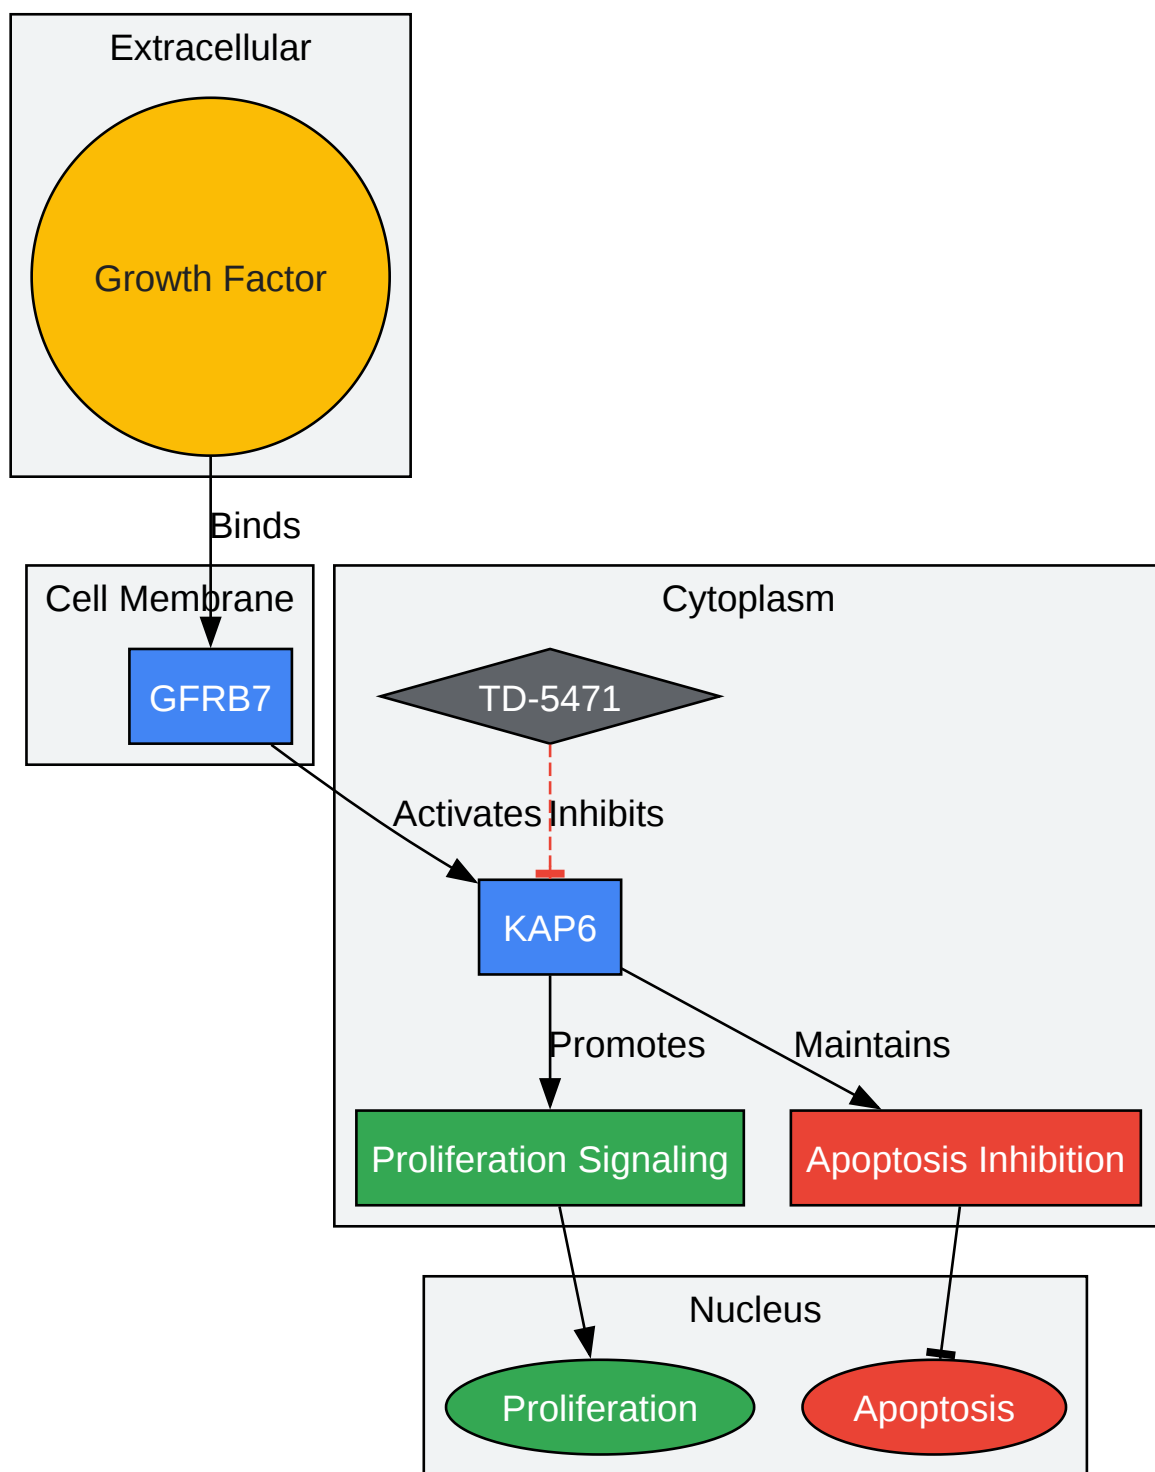 Extracellular
Growth Factor
Binds
Cell Membrane
Cytoplasm
GFRB7
TD-5471
Activates
Inhibits
KAP6
Promotes
Maintains
Proliferation Signaling
Apoptosis Inhibition
Nucleus
Proliferation
Apoptosis